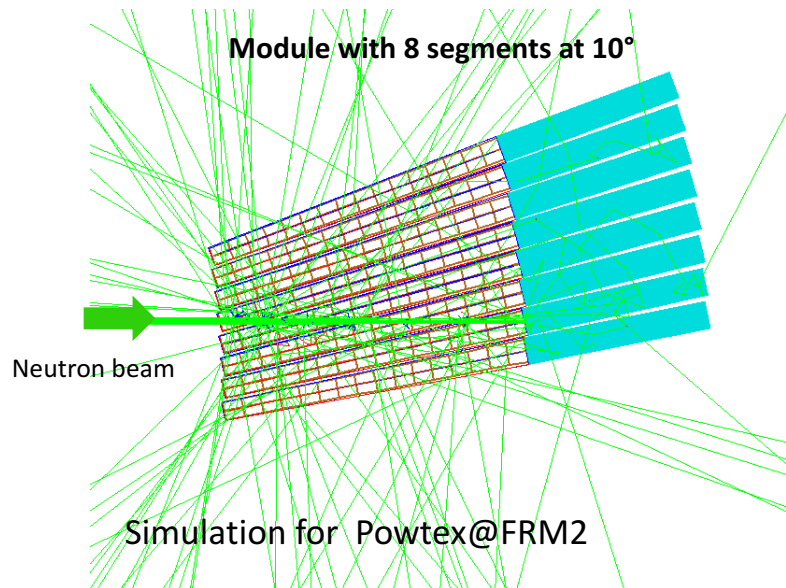 Module with 8 segments at 10°
Neutron beam
Simulation for Powtex@FRM2